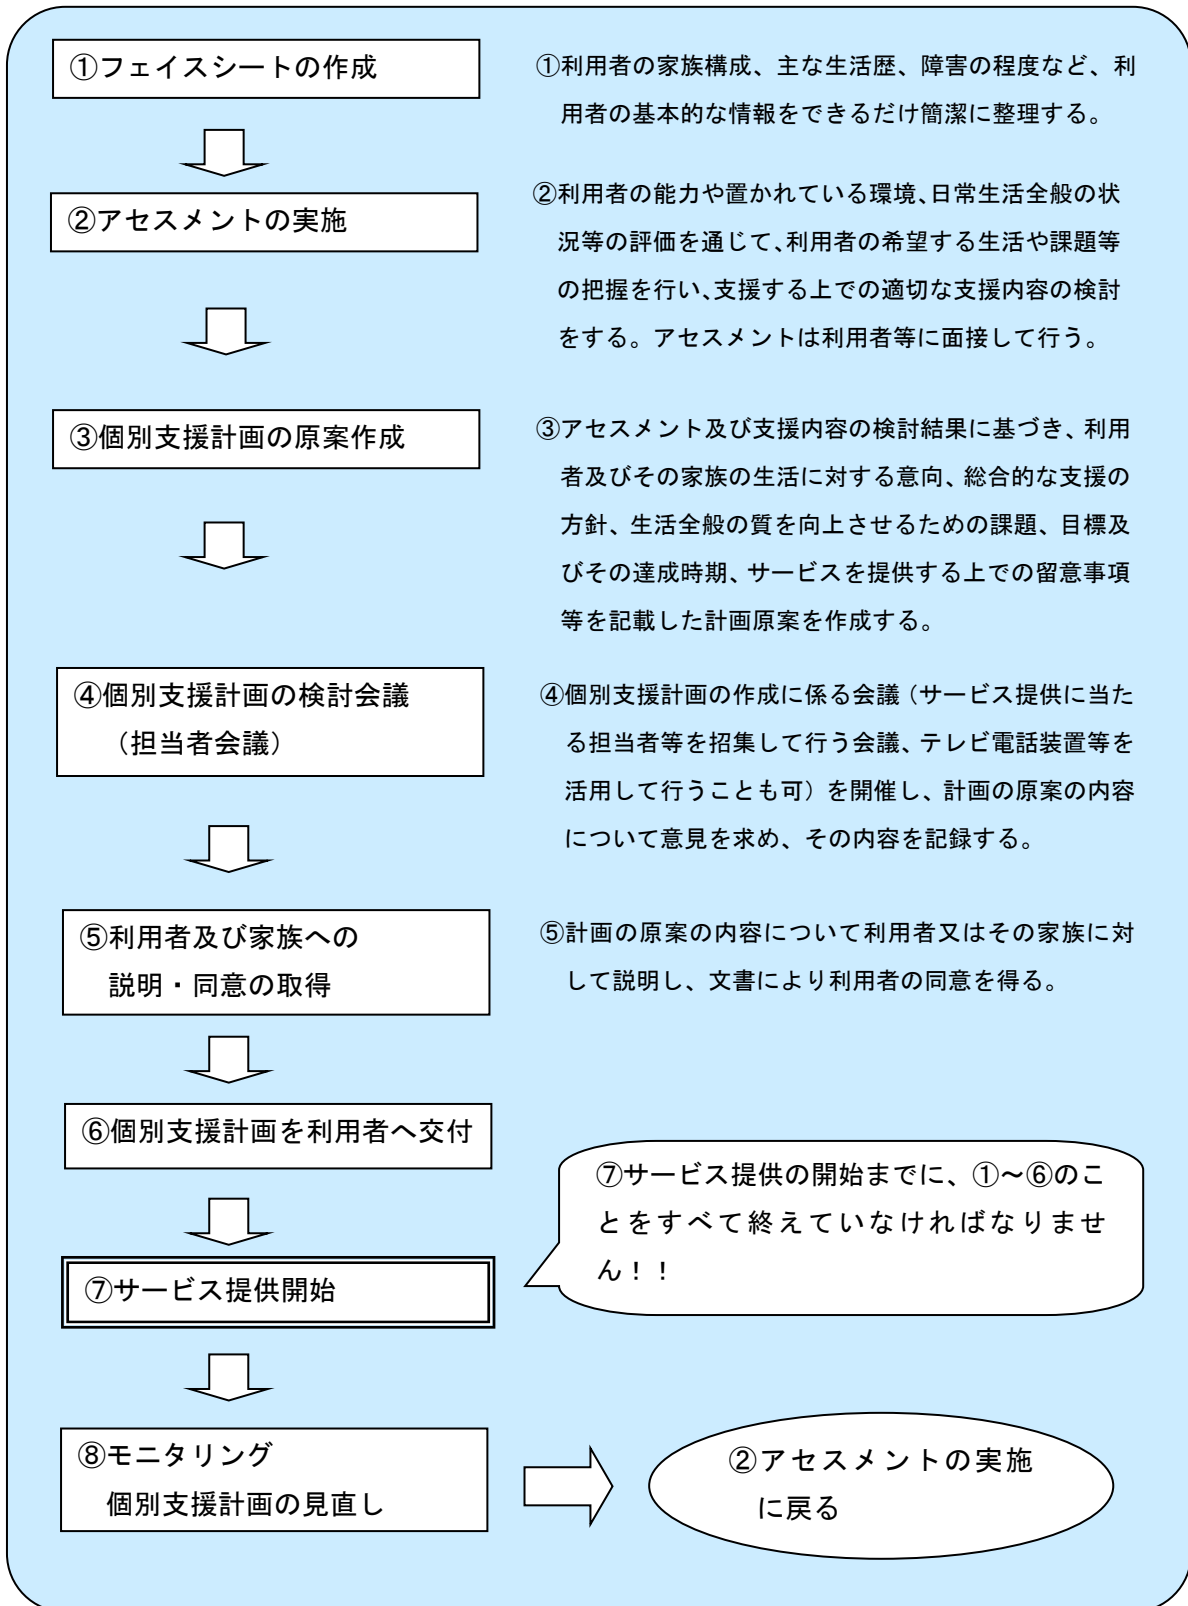 ①フェイスシートの作成
①利用者の家族構成、主な生活歴、障害の程度など、利
用者の基本的な情報をできるだけ簡潔に整理する。
②アセスメントの実施
②利用者の能力や置かれている環境、日常生活全般の状
況等の評価を通じて、利用者の希望する生活や課題等
の把握を行い、支援する上での適切な支援内容の検討
をする。アセスメントは利用者等に面接して行う。
③個別支援計画の原案作成
③アセスメント及び支援内容の検討結果に基づき、利用
者及びその家族の生活に対する意向、総合的な支援の
方針、生活全般の質を向上させるための課題、目標及
びその達成時期、サービスを提供する上での留意事項
等を記載した計画原案を作成する。
④個別支援計画の検討会議
（担当者会議）
④個別支援計画の作成に係る会議（サービス提供に当た
る担当者等を招集して行う会議、テレビ電話装置等を
活用して行うことも可）を開催し、計画の原案の内容
について意見を求め、その内容を記録する。
⑤利用者及び家族への
説明・同意の取得
⑤計画の原案の内容について利用者又はその家族に対
して説明し、文書により利用者の同意を得る。
⑥個別支援計画を利用者へ交付
⑦サービス提供の開始までに、①～⑥のこ
とをすべて終えていなければなりませ
ん！！
⑦サービス提供開始
⑧モニタリング
個別支援計画の見直し
②アセスメントの実施
に戻る